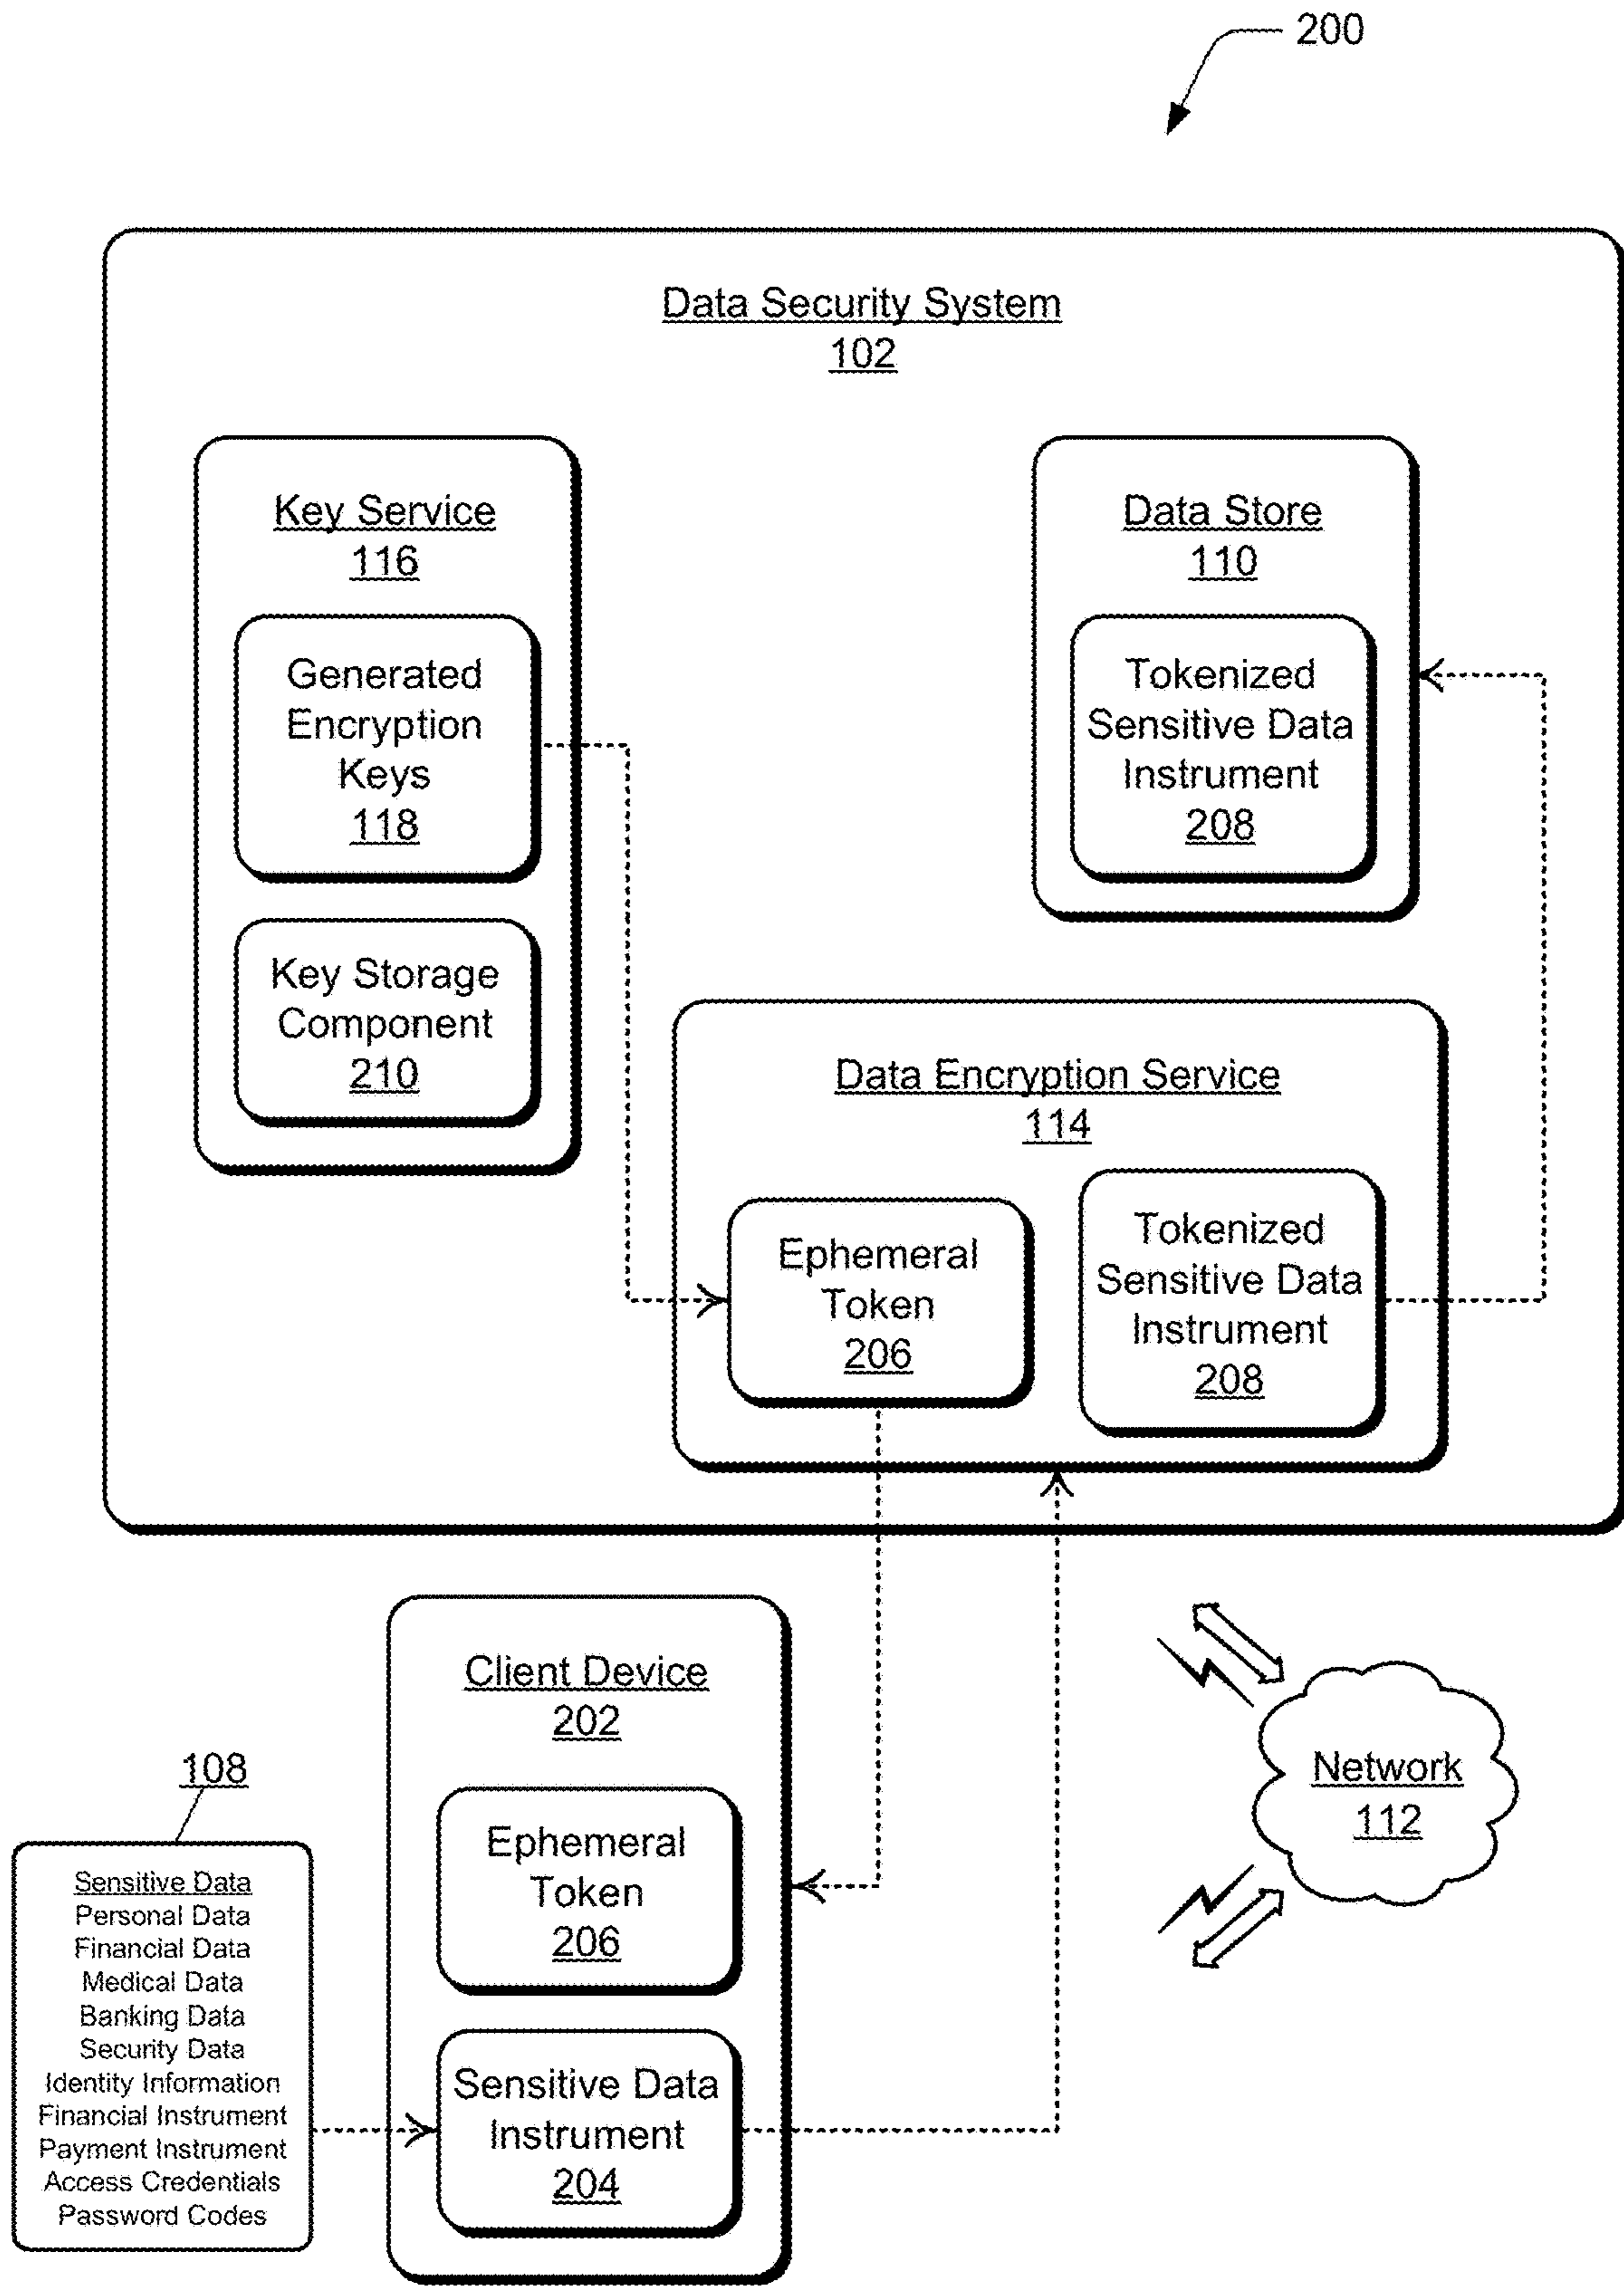 200
Data Security System
102
Key Service
116
Generated
Encryption
Keys
118
Key Storage
Component
210
Data Store
110
Tokenized
Sensitive Data
Instrument
208
Data Encryption Service
114
Ephemeral
Token
206
Tokenized
Sensitive Data
Instrument
208
Client Device
202
Ephemeral
Token
206
Sensitive Data
Instrument
204
108
Sensitive Data
Personal Data
Financial Data
Medical Data
Banking Data
Security Data
Identity Information
Financial Instrument
Payment Instrument
Access Credentials
Password Codes
Network
112